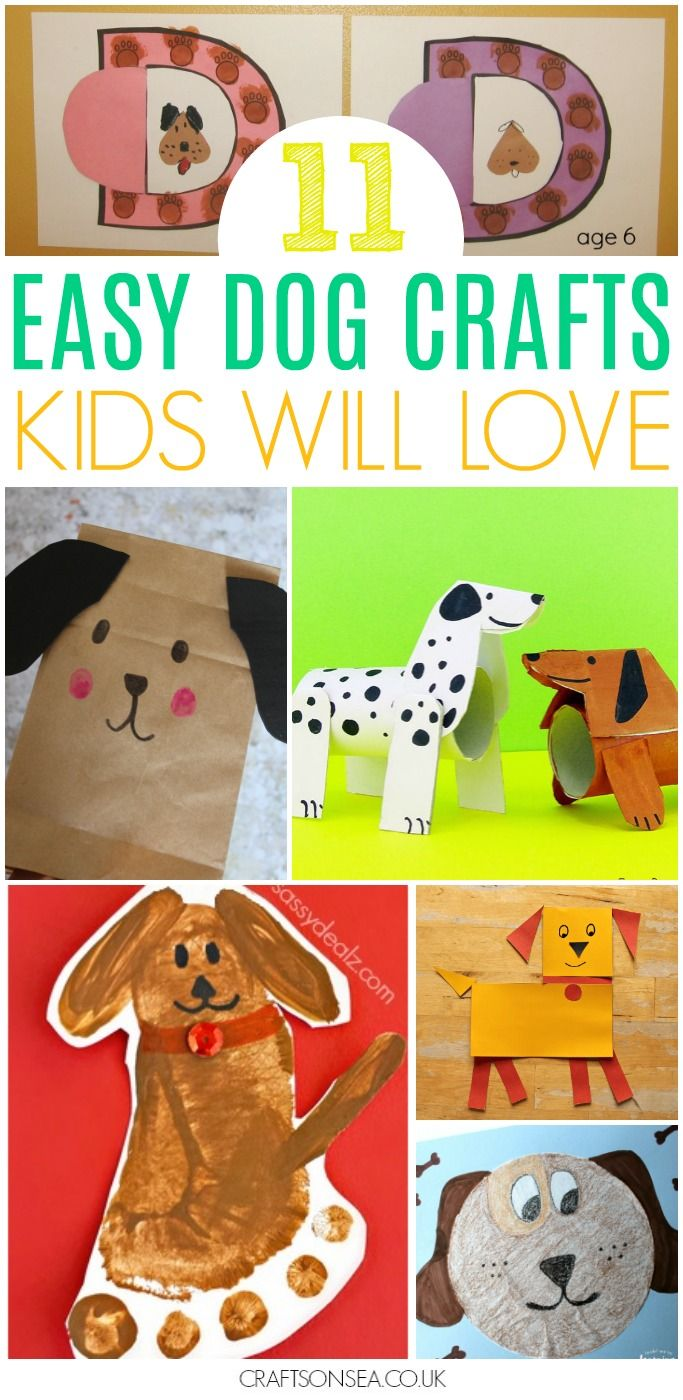 11
age 6
EASY DOG CRAFTS
KIDS WILL LOVE
sassydealz.com
CRAFTSONSEA.CO.UK